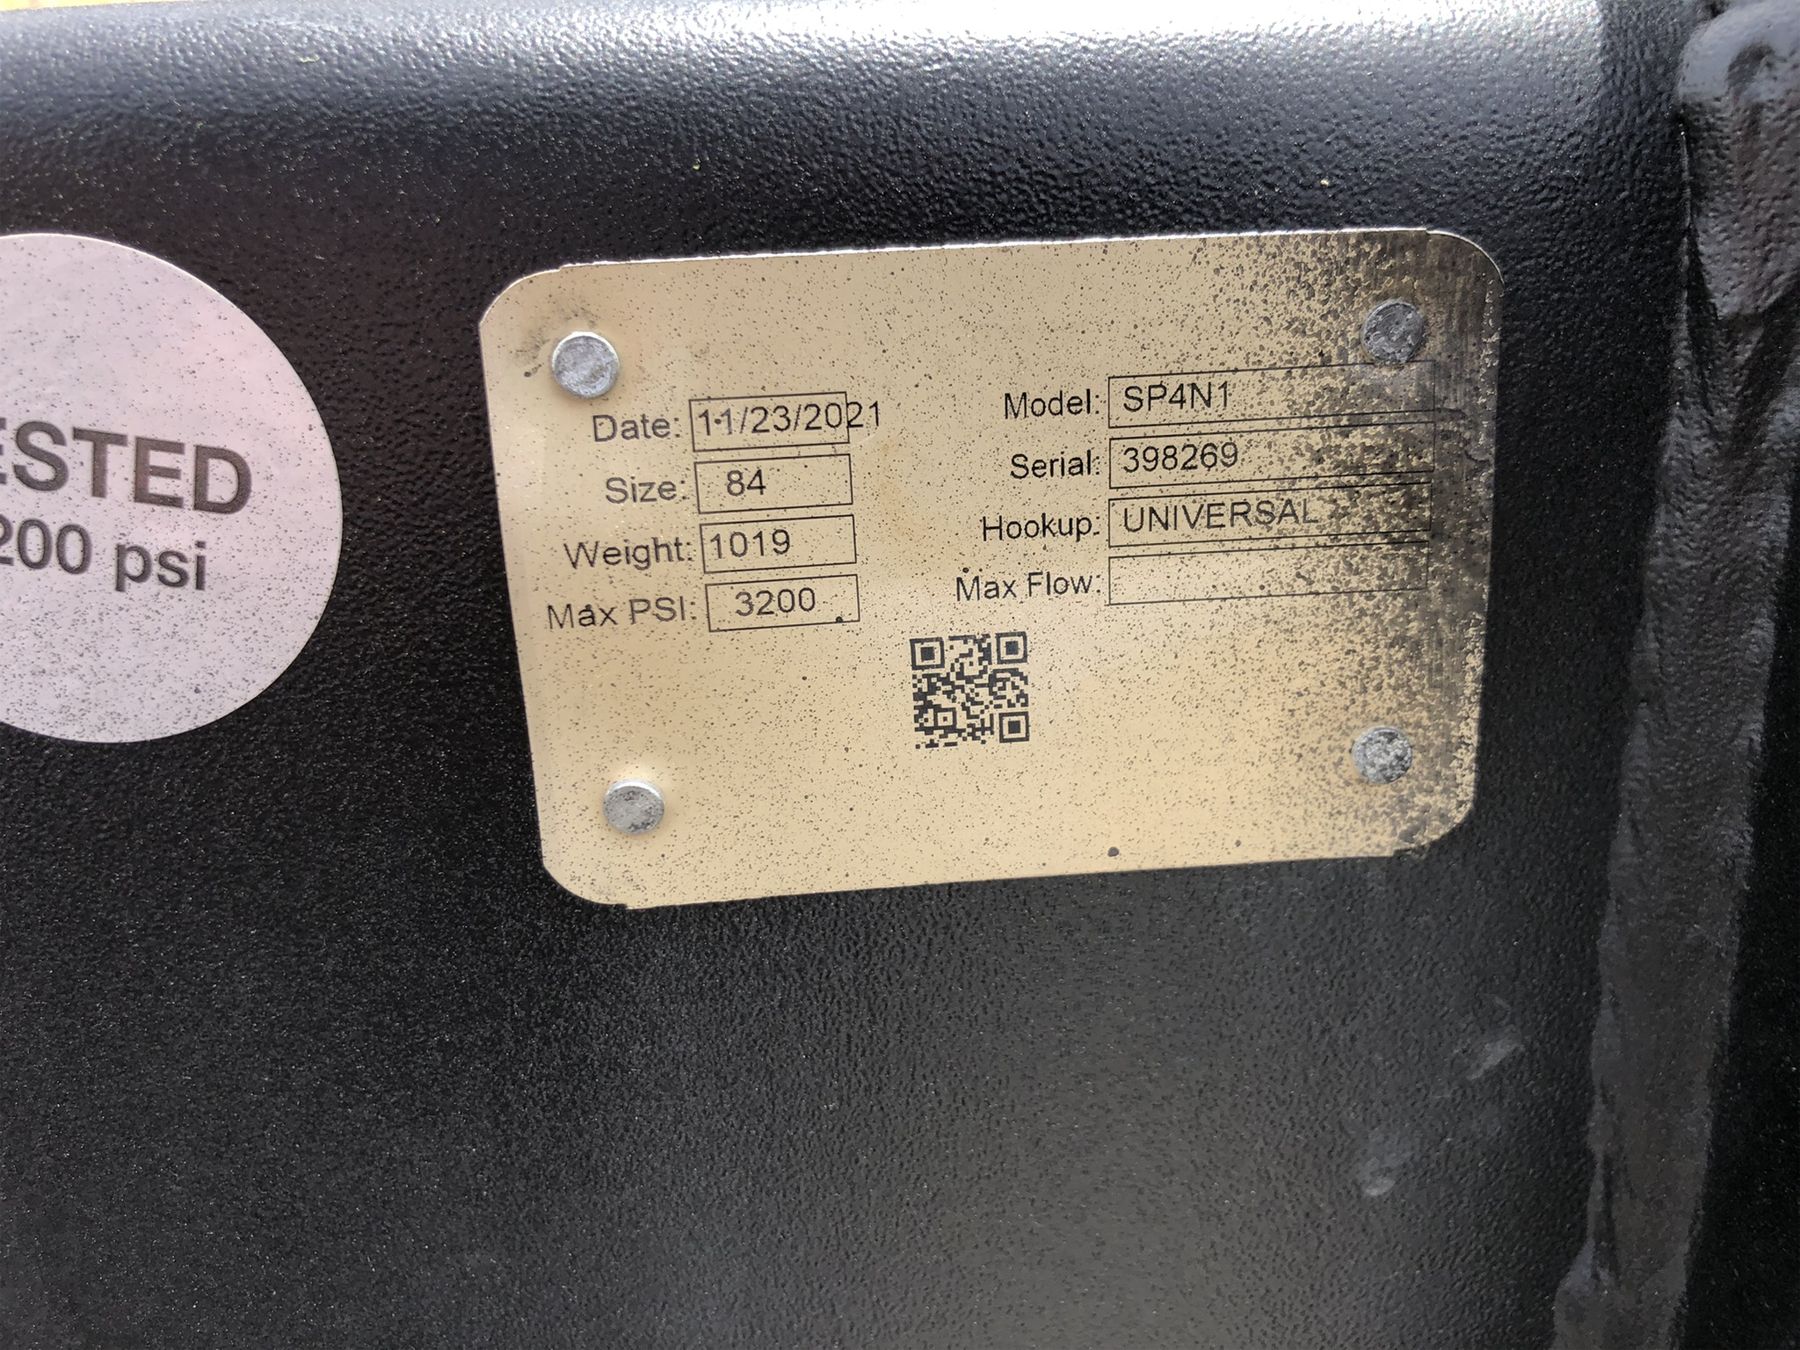 ESTED
200 psi
Date: 11/23/2021
Size: 84
Weight: 1019
Max PSI: 3200
Model: SP4N1
Serial: 398269
Hookup: UNIVERSAL
Max Flow: